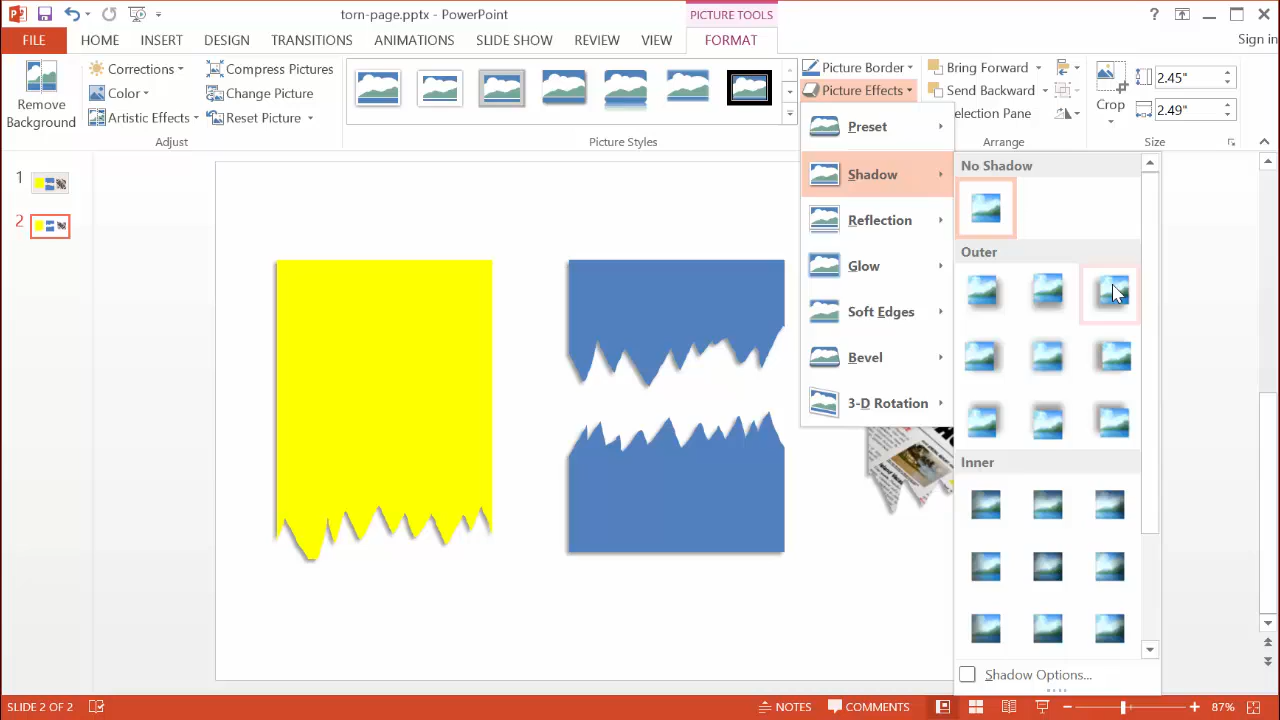 torn-page.pptx - PowerPoint
PICTURE TOOLS
?
FILE
HOME
INSERT
DESIGN
TRANSITIONS
ANIMATIONS
SLIDE SHOW
REVIEW
VIEW
FORMAT
Sign in
Remove
Background
Corrections
Color
Artistic Effects
Compress Pictures
Change Picture
Reset Picture
Adjust
Picture Styles
Picture Border
Picture Effects
Bring Forward
Send Backward
election Pane
Arrange
Crop
2.45"
2.49"
Size
Preset
Shadow
Reflection
Glow
Soft Edges
Bevel
3-D Rotation
No Shadow
Outer
Inner
Shadow Options...
1
2
SLIDE 2 OF 2
NOTES
COMMENTS
87%